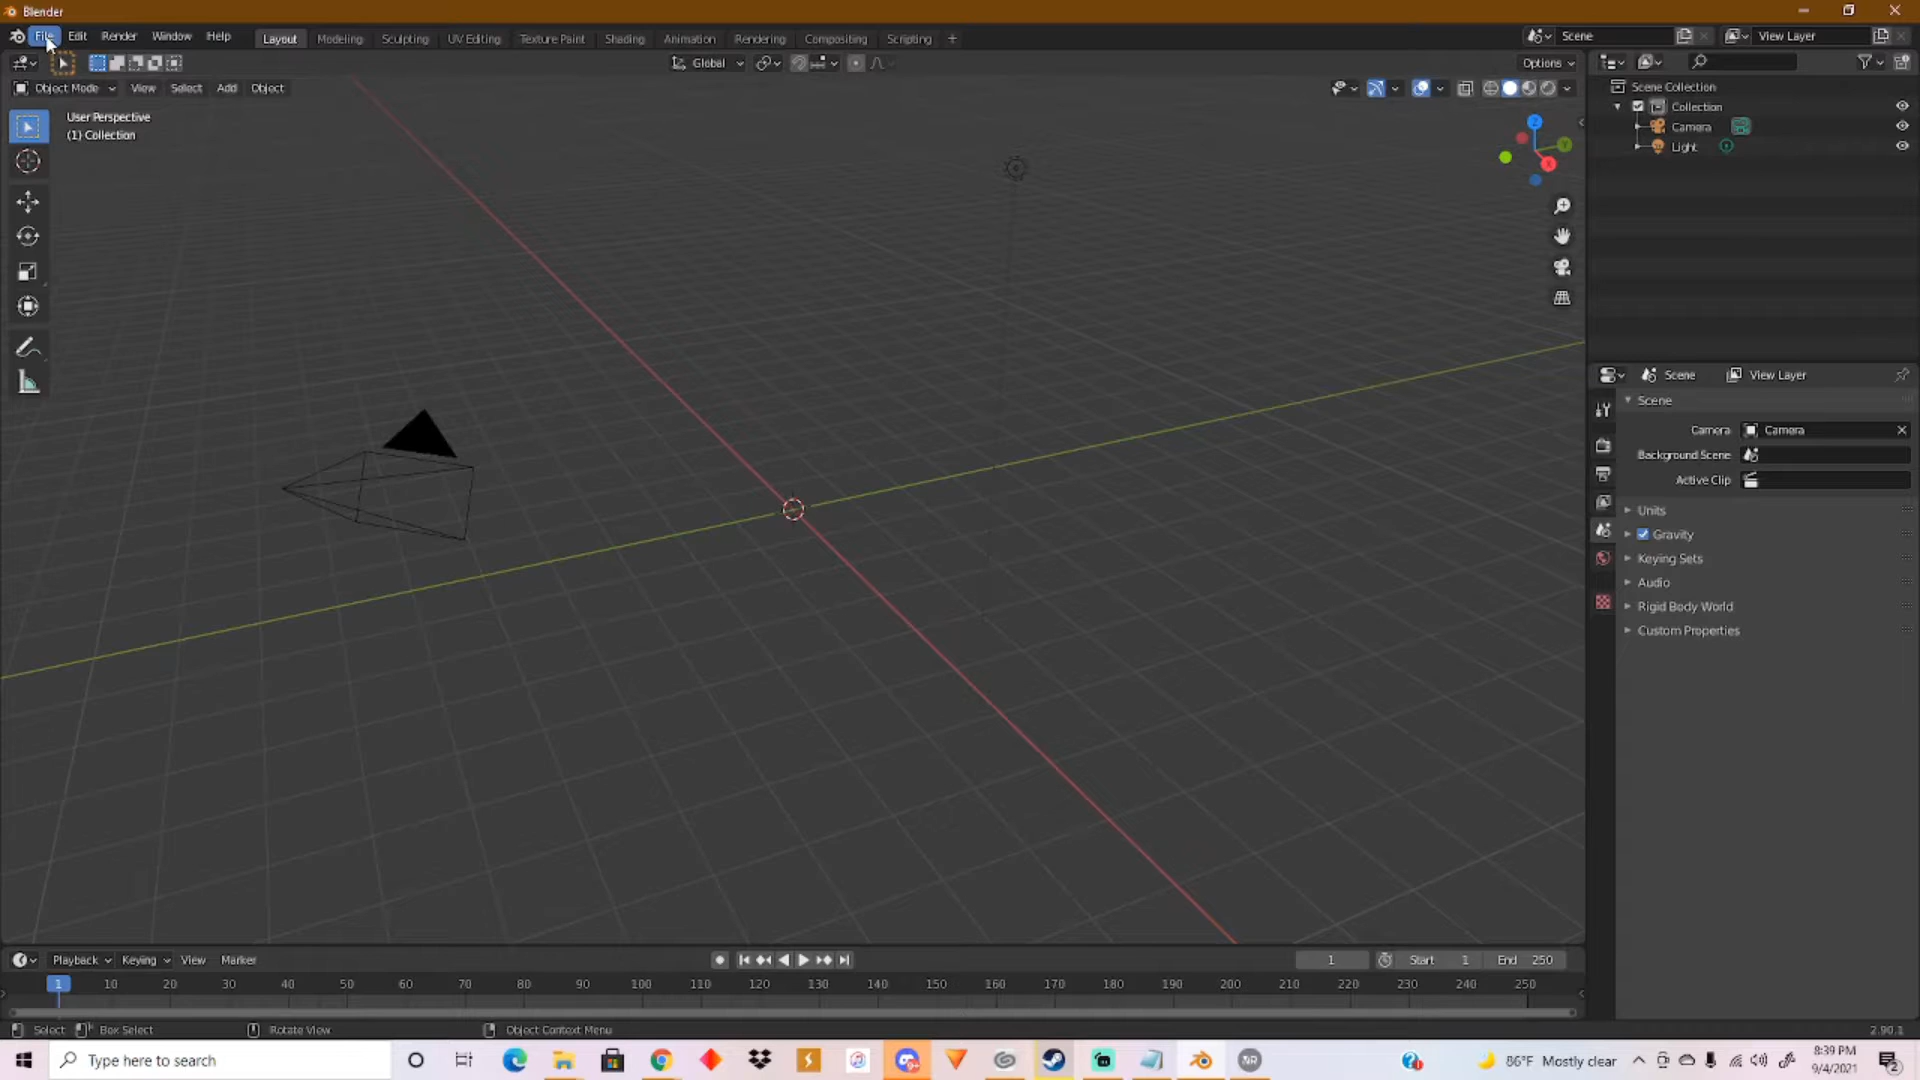 Blender
File Edit Render Window Help Layout Modeling Sculpting UV Editing Texture Paint Shading Animation Rendering Compositing Scripting + Scene View Layer
Global Options
Object Mode View Select Add Object
User Perspective
(1) Collection
Scene Collection
Collection
Camera
Light
Z
Y
X
Scene View Layer
Scene
Camera Camera
Background Scene
Active Clip
Units
Gravity
Keying Sets
Audio
Rigid Body World
Custom Properties
Playback Keying View Marker 1 Start 1 End 250
1 10 20 30 40 50 60 70 80 90 100 110 120 130 140 150 160 170 180 190 200 210 220 230 240 250
Select Box Select Rotate View Object Context Menu 2.90.1
Type here to search 86°F Mostly clear 8:39 PM
9/4/2021
2